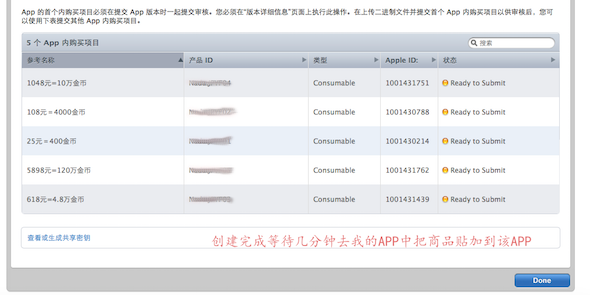 App 的首个内购买项目必须在提交 App 版本时一起提交审核。您必须在“版本详细信息”页面上执行此操作。在上传二进制文件并提交首个 App 内购买项目以供审核后，您可
以使用下表提交其他 App 内购买项目。
5 个 App 内购买项目
搜索
参考名称 产品 ID 类型 Apple ID: 状态
1048元=10万金币 Consumable 1001431751 Ready to Submit
108元=4000金币 Consumable 1001430788 Ready to Submit
25元=400金币 Consumable 1001430214 Ready to Submit
5898元=120万金币 Consumable 1001431762 Ready to Submit
618元=4.8万金币 Consumable 1001431439 Ready to Submit
查看或生成共享密钥
创建完成等待几分钟去我的APP中把商品贴加到该APP
Done